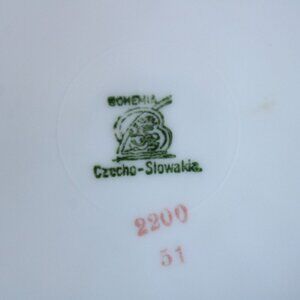 BOHEMIA
B
Czecho-Slowakia.
2200
51